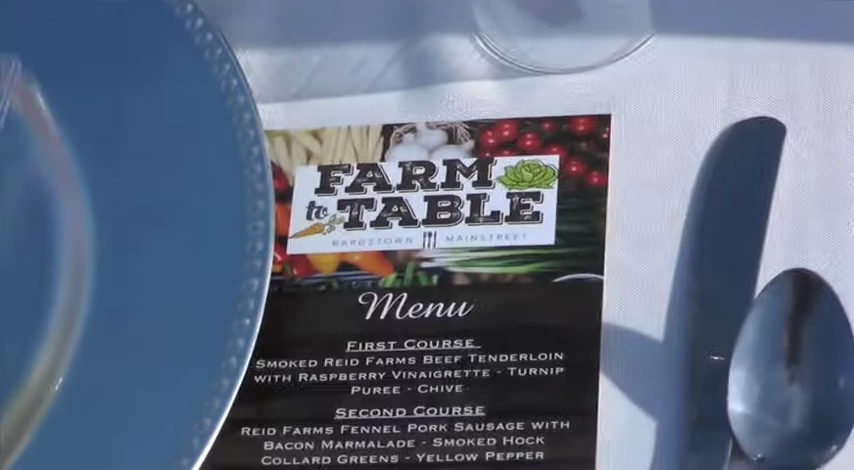 FARM
to TABLE
BARDSTOWN MAINSTREET
Menu
FIRST COURSE
SMOKED REID FARMS BEEF TENDERLOIN
WITH RASPBERRY VINAIGRETTE - TURNIP
PUREE - CHIVE
SECOND COURSE
REID FARMS FENNEL PORK SAUSAGE WITH
BACON MARMALADE - SMOKED HOCK
COLLARD GREENS - YELLOW PEPPER